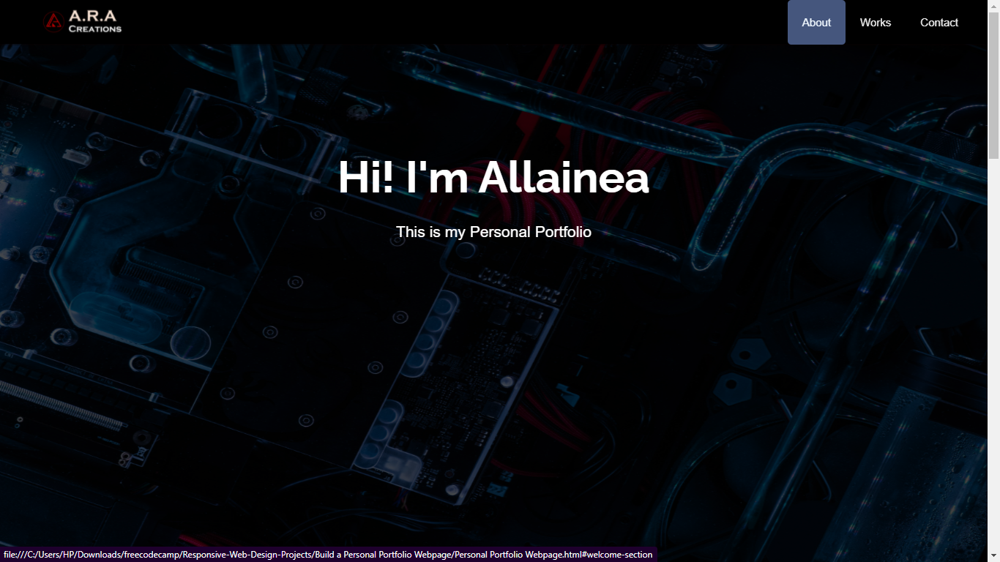 A.R.A
Creations
About
Works
Contact
Hi! I'm Allainea
This is my Personal Portfolio
file:///C:/Users/HP/Downloads/freecodecamp/Responsive-Web-Design-Projects/Build a Personal Portfolio Webpage/Personal Portfolio Webpage.html#welcome-section